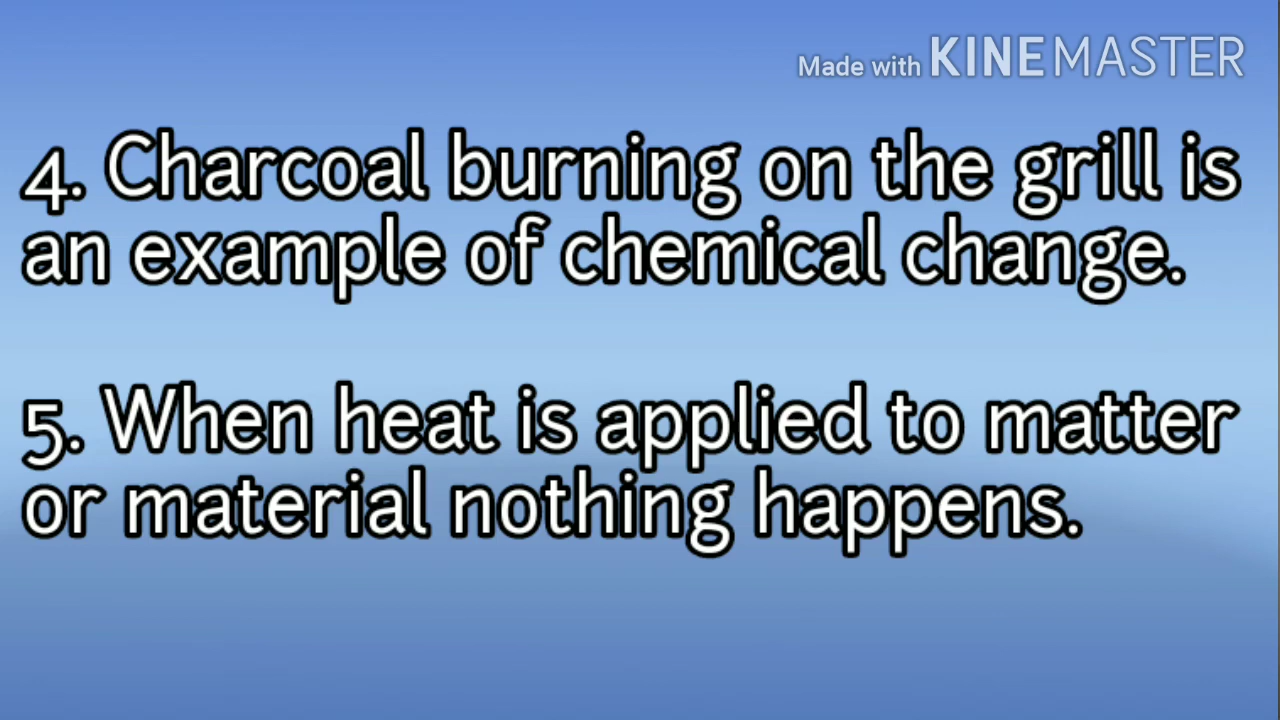 Made with KINEMASTER
4. Charcoal burning on the grill is
an example of chemical change.
5. When heat is applied to matter
or material nothing happens.